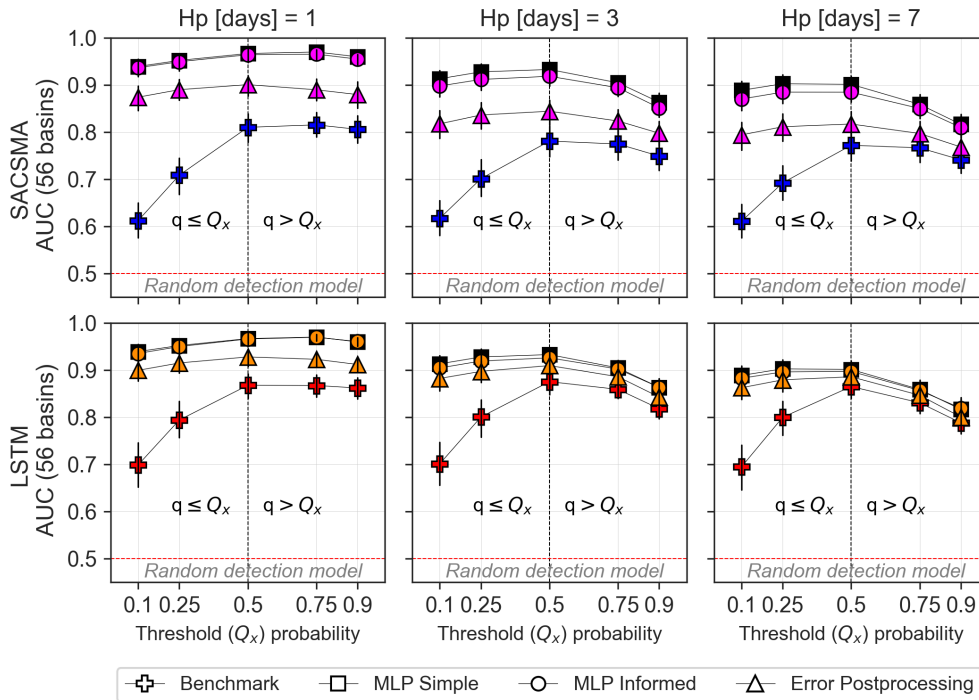 Hp [days] = 1
Hp [days] = 3
Hp [days] = 7
SACSMA
AUC (56 basins)
1.0
0.9
0.8
0.7
0.6
0.5
q ≤ Qₓ
q > Qₓ
Random detection model
q ≤ Qₓ
q > Qₓ
Random detection model
q ≤ Qₓ
q > Qₓ
Random detection model
LSTM
AUC (56 basins)
1.0
0.9
0.8
0.7
0.6
0.5
q ≤ Qₓ
q > Qₓ
Random detection model
q ≤ Qₓ
q > Qₓ
Random detection model
q ≤ Qₓ
q > Qₓ
Random detection model
0.1 0.25 0.5 0.75 0.9
0.1 0.25 0.5 0.75 0.9
0.1 0.25 0.5 0.75 0.9
Threshold (Qₓ) probability
Threshold (Qₓ) probability
Threshold (Qₓ) probability
Benchmark
MLP Simple
MLP Informed
Error Postprocessing